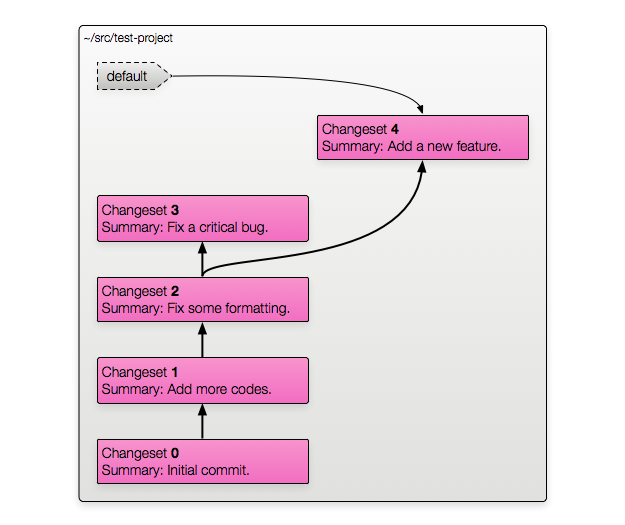 ~/src/test-project
default
Changeset 4
Summary: Add a new feature.
Changeset 3
Summary: Fix a critical bug.
Changeset 2
Summary: Fix some formatting.
Changeset 1
Summary: Add more codes.
Changeset 0
Summary: Initial commit.